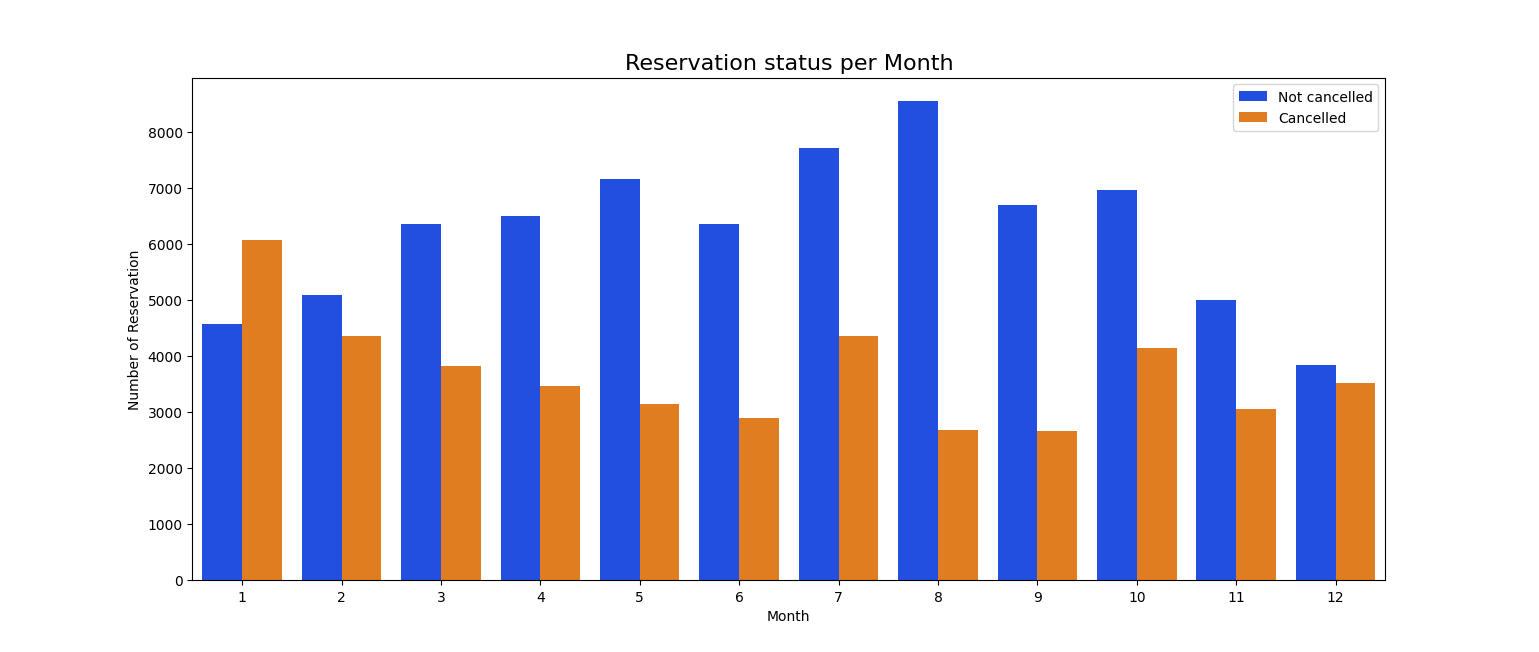 Reservation status per Month
Not cancelled
Cancelled
Number of Reservation
8000
7000
6000
5000
4000
3000
2000
1000
0
1 2 3 4 5 6 7 8 9 10 11 12
Month